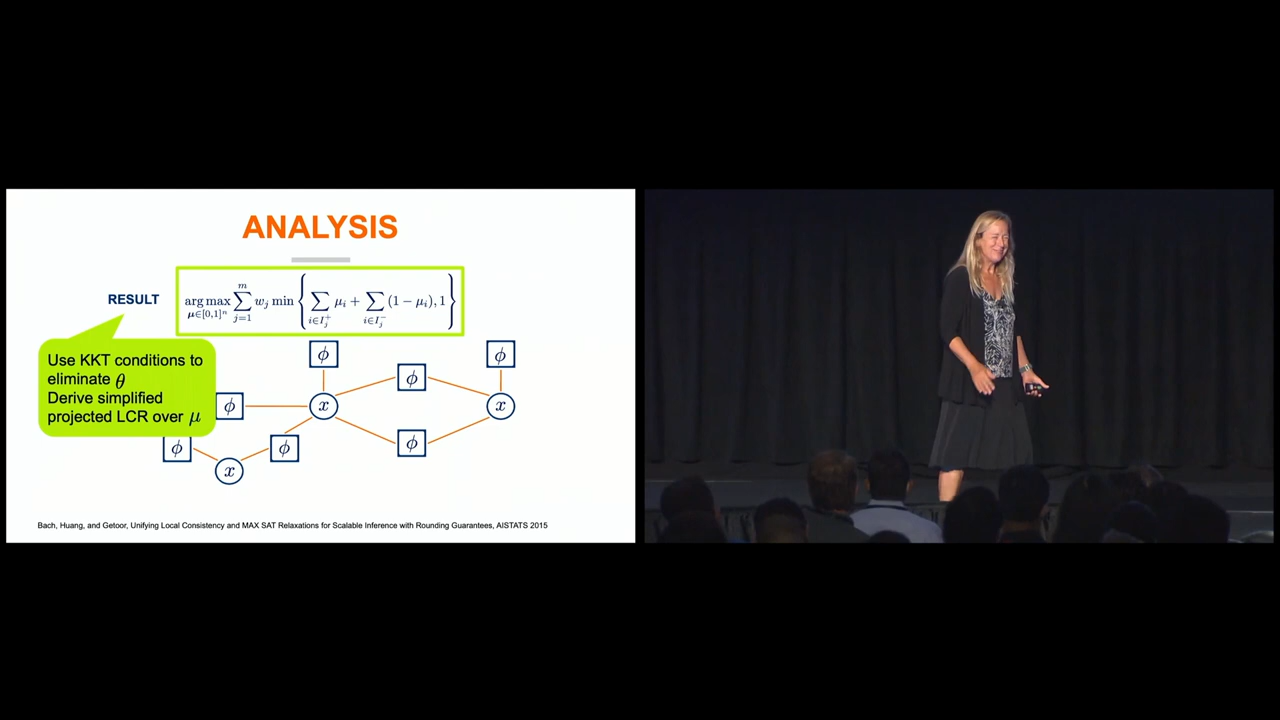 ANALYSIS
RESULT
arg max μ∈[0,1]ⁿ ∑ j=1 m w_j min { ∑ i∈I_j⁺ μ_i + ∑ i∈I_j⁻ (1 − μ_i), 1 }
Use KKT conditions to
eliminate θ
Derive simplified
projected LCR over μ
ϕ ϕ
ϕ
ϕ x x
ϕ
ϕ ϕ
x
Bach, Huang, and Getoor, Unifying Local Consistency and MAX SAT Relaxations for Scalable Inference with Rounding Guarantees, AISTATS 2015